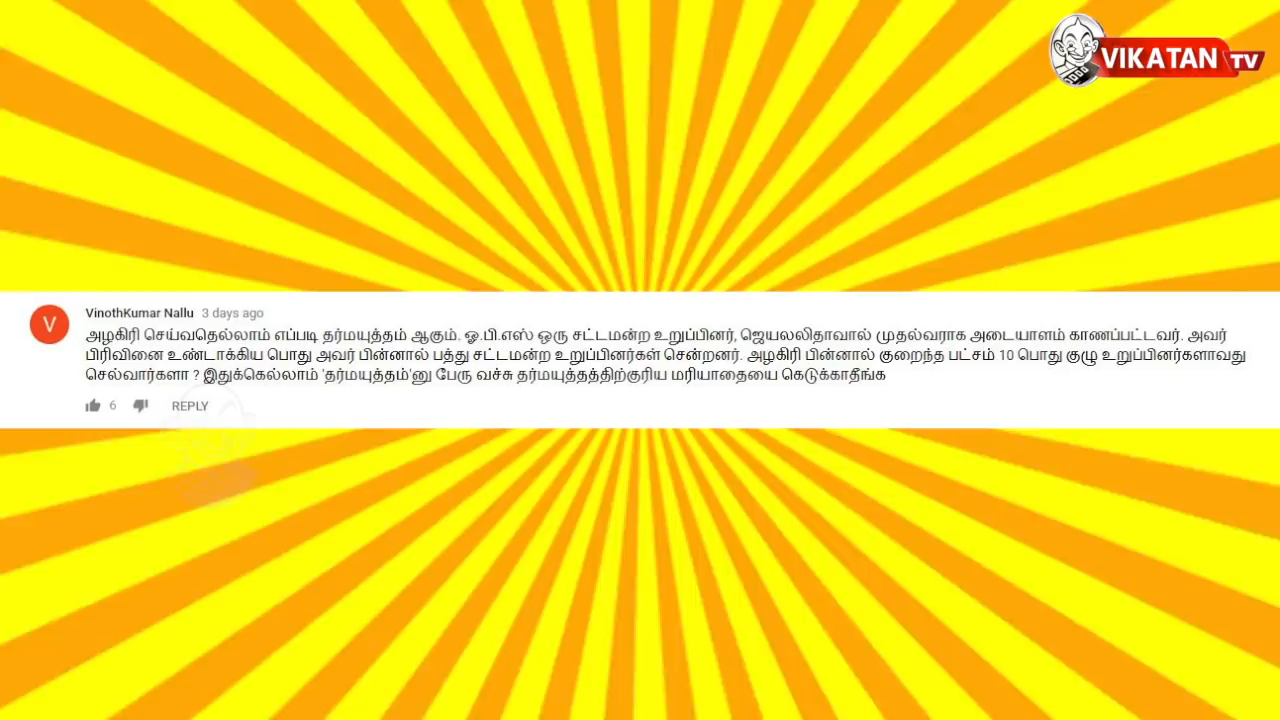 VIKATAN TV
V
VinothKumar Nallu 3 days ago
அழகிரி செய்வதெல்லாம் எப்படி தர்மயுத்தம் ஆகும். ஓ.பி.எஸ் ஒரு சட்டமன்ற உறுப்பினர், ஜெயலலிதாவால் முதல்வராக அடையாளம் காணப்பட்டவர். அவர்
பிரிவினை உண்டாக்கிய பொது அவர் பின்னால் பத்து சட்டமன்ற உறுப்பினர்கள் சென்றனர். அழகிரி பின்னால் குறைந்த பட்சம் 10 பொது குழு உறுப்பினர்களாவது
செல்வார்களா ? இதுக்கெல்லாம் 'தர்மயுத்தம்'னு பேரு வச்சு தர்மயுத்தத்திற்குரிய மரியாதையை கெடுக்காதீங்க
6 REPLY